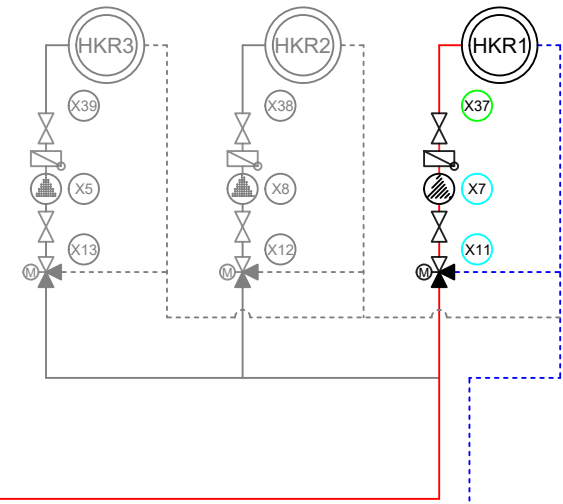 HKR3 HKR2 HKR1
X39 X38 X37
X5 X8 X7
X13 X12 X11
M M M